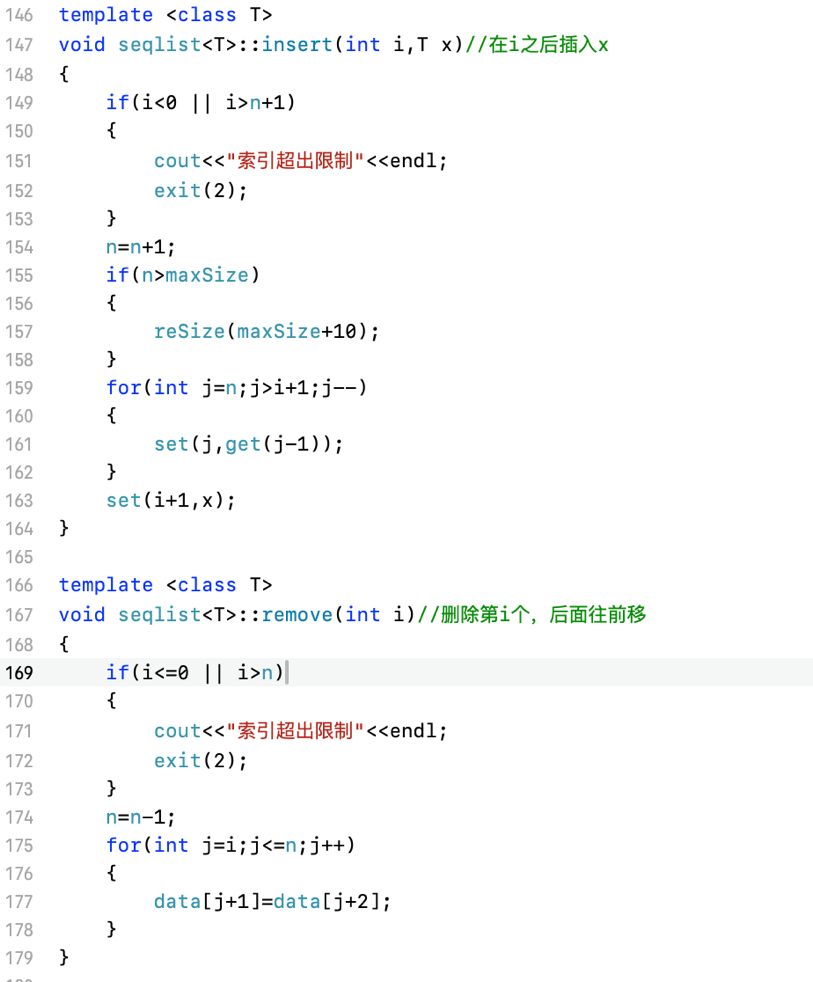 146 template <class T>
147 void seqlist<T>::insert(int i,T x)//在i之后插入x
148 {
149     if(i<0 || i>n+1)
150     {
151         cout<<"索引超出限制"<<endl;
152         exit(2);
153     }
154     n=n+1;
155     if(n>maxSize)
156     {
157         reSize(maxSize+10);
158     }
159     for(int j=n;j>i+1;j--)
160     {
161         set(j,get(j-1));
162     }
163     set(i+1,x);
164 }
165
166 template <class T>
167 void seqlist<T>::remove(int i)//删除第i个，后面往前移
168 {
169     if(i<=0 || i>n)
170     {
171         cout<<"索引超出限制"<<endl;
172         exit(2);
173     }
174     n=n-1;
175     for(int j=i;j<=n;j++)
176     {
177         data[j+1]=data[j+2];
178     }
179 }